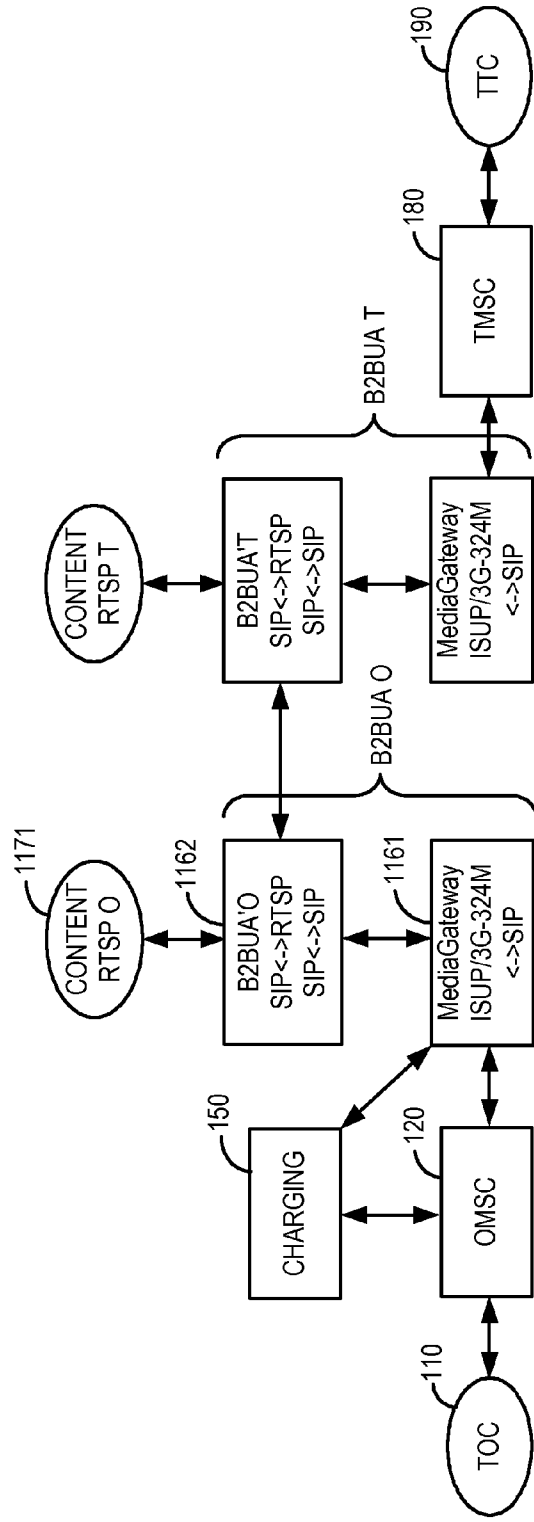 1171
CONTENT
RTSP O
CONTENT
RTSP T
1162
B2BUA'O
SIP<->RTSP
SIP<->SIP
B2BUA'T
SIP<->RTSP
SIP<->SIP
150
CHARGING
B2BUA O
B2BUA T
110
TOC
120
OMSC
1161
MediaGateway
ISUP/3G-324M
<->SIP
MediaGateway
ISUP/3G-324M
<->SIP
180
TMSC
190
TTC